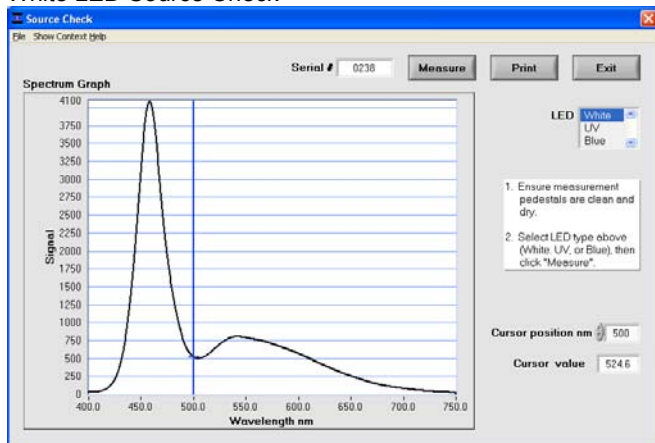 White LED Source Check
Source Check
File Show Context Help
Serial # 0238 Measure Print Exit
Spectrum Graph
LED White
UV
Blue
1. Ensure measurement
pedestals are clean and
dry.
2. Select LED type above
(White, UV, or Blue), then
click "Measure".
Cursor position nm 500
Cursor value 524.6
Signal
4100
3750
3500
3250
3000
2750
2500
2250
2000
1750
1500
1250
1000
750
500
250
0
400.0 450.0 500.0 550.0 600.0 650.0 700.0 750.0
Wavelength nm